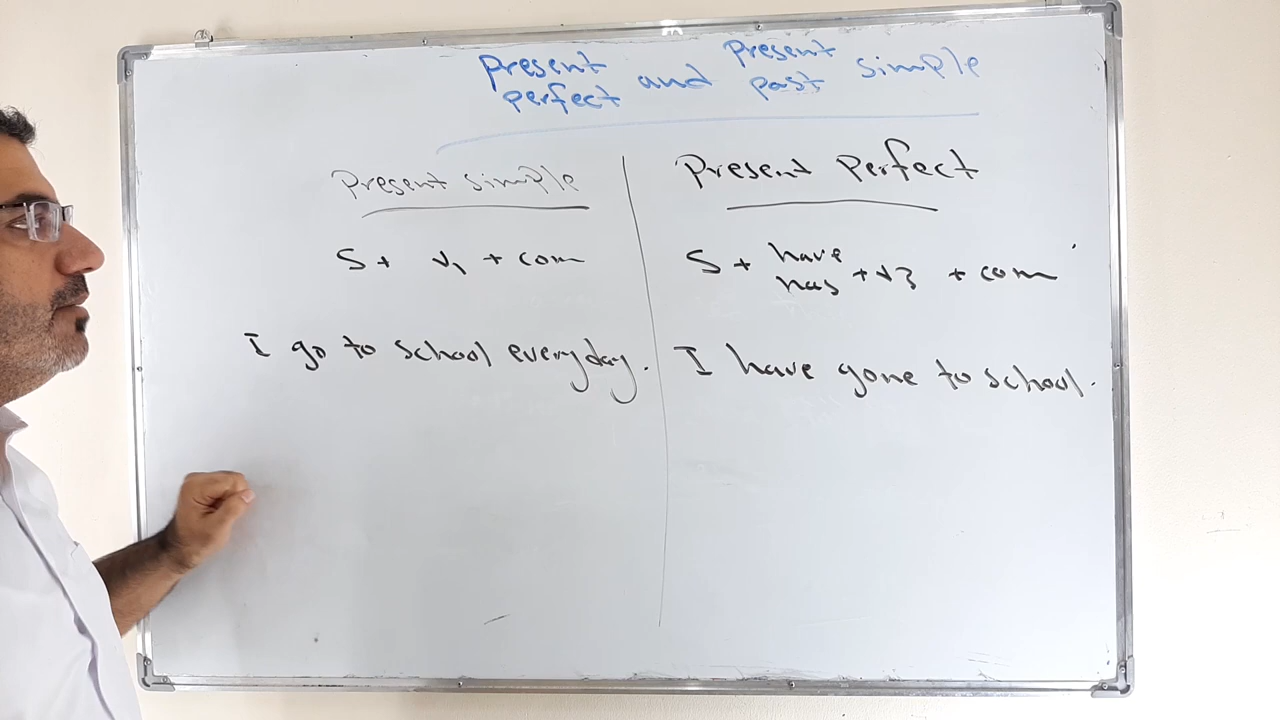 present perfect and present past simple
Present simple
S + v1 + com
I go to school everyday.
Present Perfect
S + have has + v3 + com
I have gone to school.